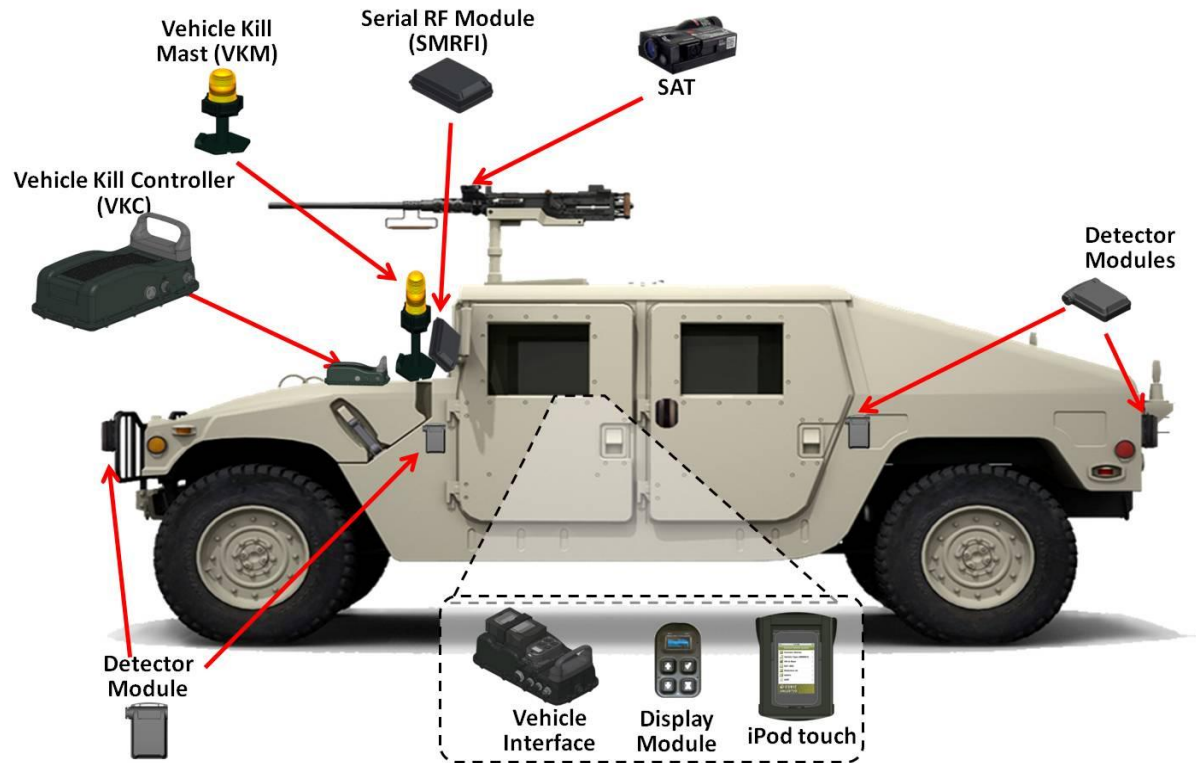 Vehicle Kill
Mast (VKM)
Serial RF Module
(SMRFI)
SAT
Vehicle Kill Controller
(VKC)
Detector
Modules
Detector
Module
Vehicle
Interface
Display
Module
iPod touch